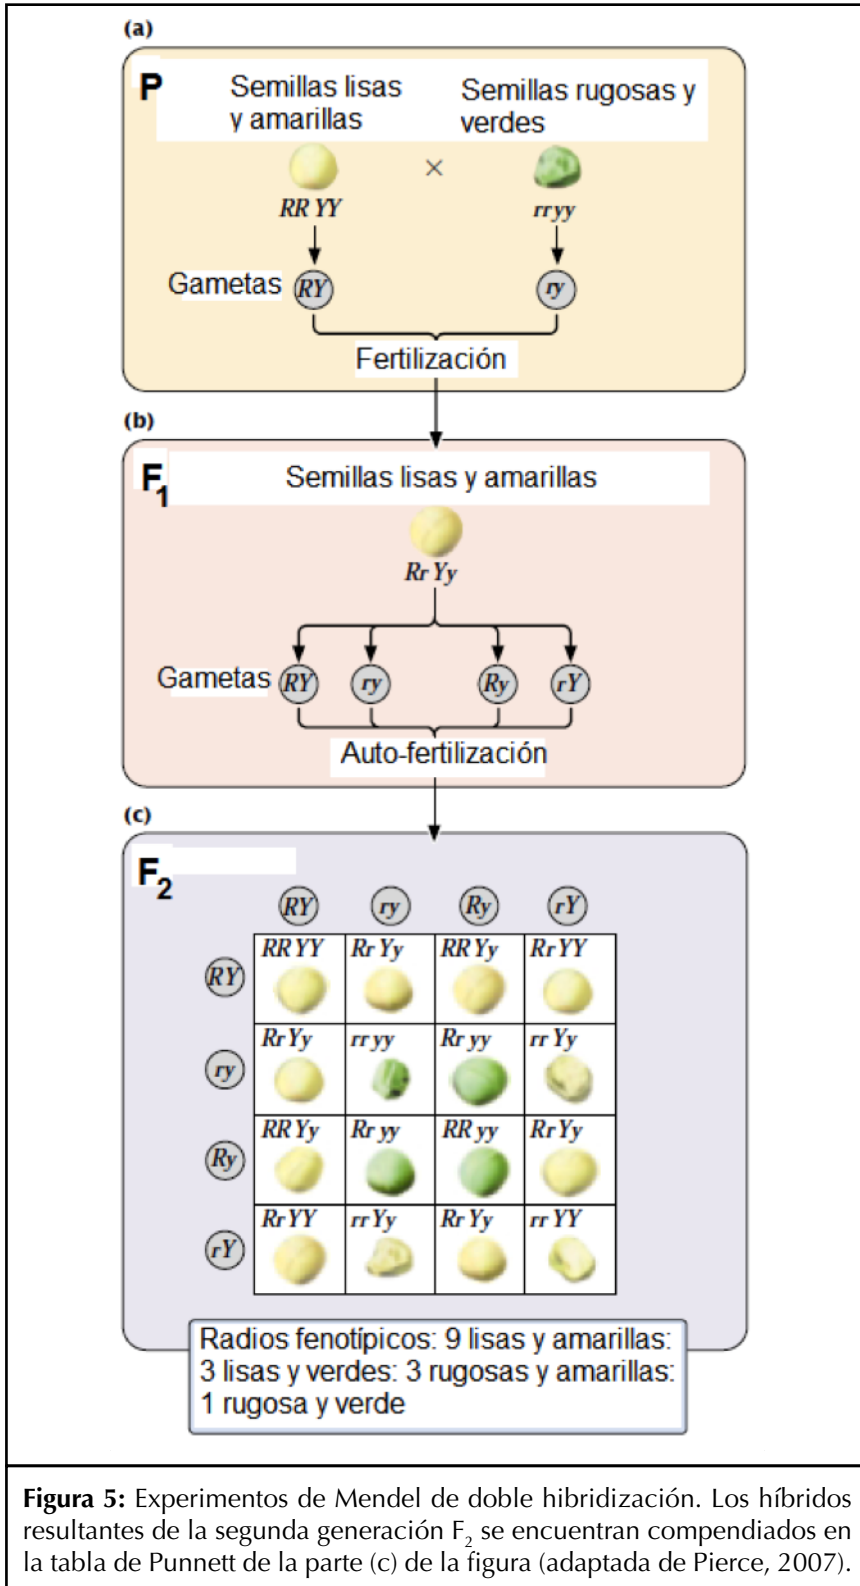 (a)
P
Semillas lisas
y amarillas
Semillas rugosas y
verdes
×
RR YY
rr yy
Gametas
RY
ry
Fertilización
(b)
F1
Semillas lisas y amarillas
Rr Yy
Gametas
RY ry Ry rY
Auto-fertilización
(c)
F2
RY ry Ry rY
RY
RR YY Rr Yy RR Yy Rr YY
ry
Rr Yy rr yy Rr yy rr Yy
Ry
RR Yy Rr yy RR yy Rr Yy
rY
Rr YY rr Yy Rr Yy rr YY
Radios fenotípicos: 9 lisas y amarillas:
3 lisas y verdes: 3 rugosas y amarillas:
1 rugosa y verde
Figura 5: Experimentos de Mendel de doble hibridización. Los híbridos
resultantes de la segunda generación F2 se encuentran compendiados en
la tabla de Punnett de la parte (c) de la figura (adaptada de Pierce, 2007).